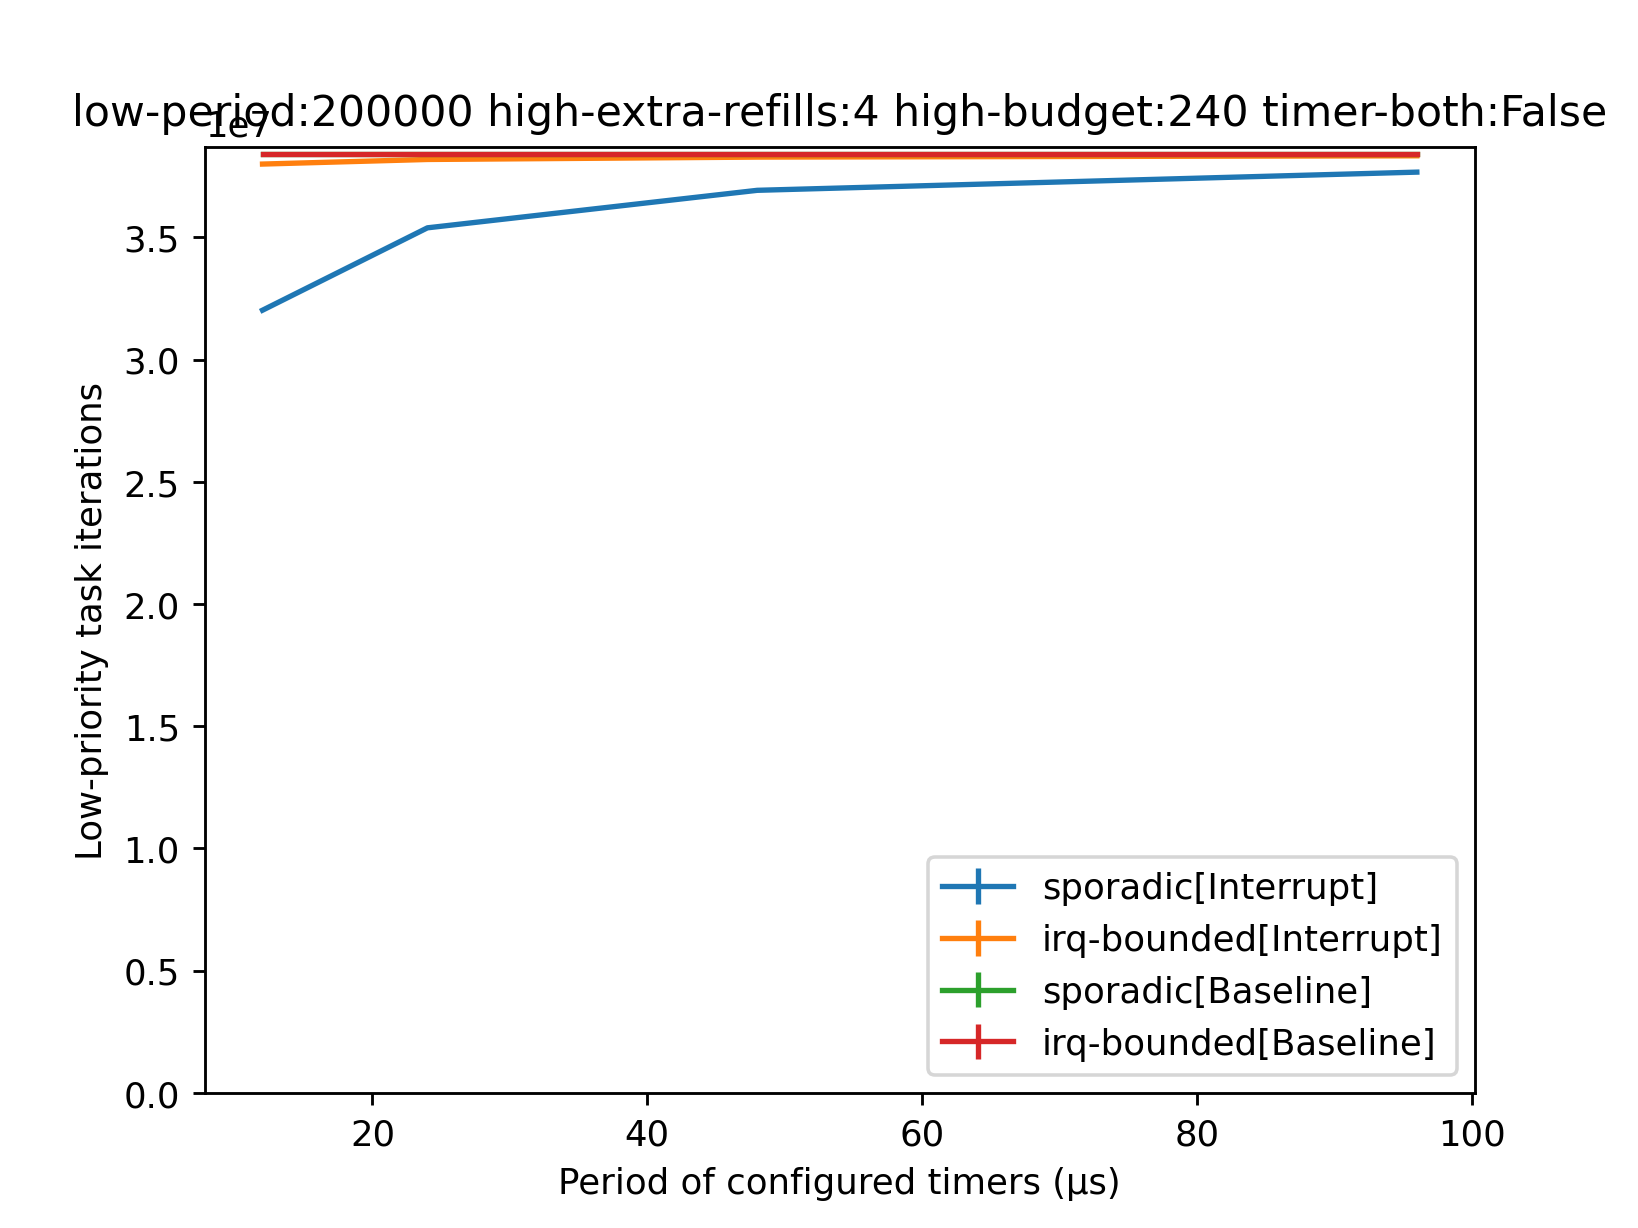 low-period:200000 high-extra-refills:4 high-budget:240 timer-both:False
1e7
3.5
3.0
2.5
2.0
1.5
1.0
0.5
0.0
Low-priority task iterations
sporadic[Interrupt]
irq-bounded[Interrupt]
sporadic[Baseline]
irq-bounded[Baseline]
20 40 60 80 100
Period of configured timers (µs)